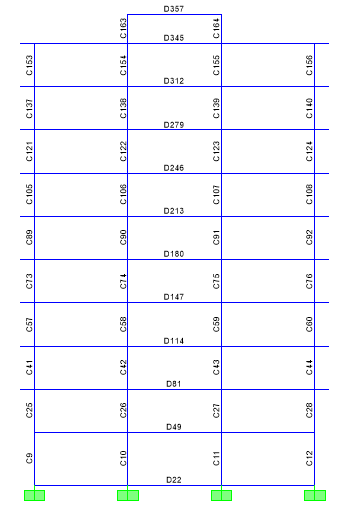 D357
C163 C164
D345
C153 C154 C155 C156
D312
C137 C138 C139 C140
D279
C121 C122 C123 C124
D246
C105 C106 C107 C108
D213
C89 C90 C91 C92
D180
C73 C74 C75 C76
D147
C57 C58 C59 C60
D114
C41 C42 C43 C44
D81
C25 C26 C27 C28
D49
C9 C10 C11 C12
D22